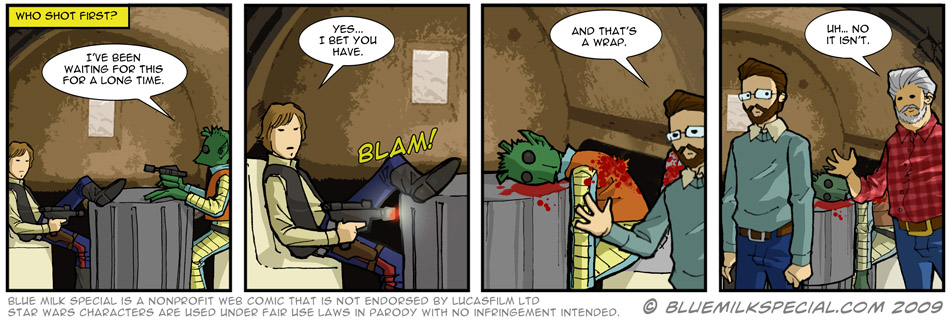 WHO SHOT FIRST?
I'VE BEEN
WAITING FOR THIS
FOR A LONG TIME.
YES...
I BET YOU
HAVE.
BLAM!
AND THAT'S
A WRAP.
UH... NO
IT ISN'T.
BLUE MILK SPECIAL IS A NONPROFIT WEB COMIC THAT IS NOT ENDORSED BY LUCASFILM LTD
STAR WARS CHARACTERS ARE USED UNDER FAIR USE LAWS IN PARODY WITH NO INFRINGEMENT INTENDED.
© BLUEMILKSPECIAL.COM 2009